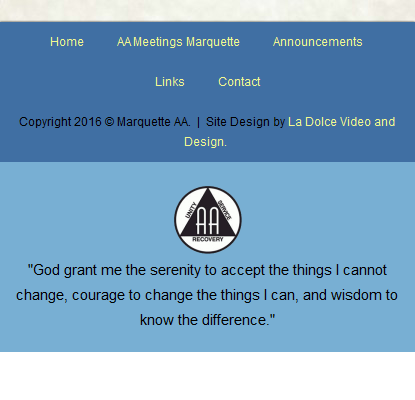 Home AA Meetings Marquette Announcements
Links Contact
Copyright 2016 © Marquette AA. | Site Design by La Dolce Video and
Design.
UNITY SERVICE
AA
RECOVERY
"God grant me the serenity to accept the things I cannot
change, courage to change the things I can, and wisdom to
know the difference."